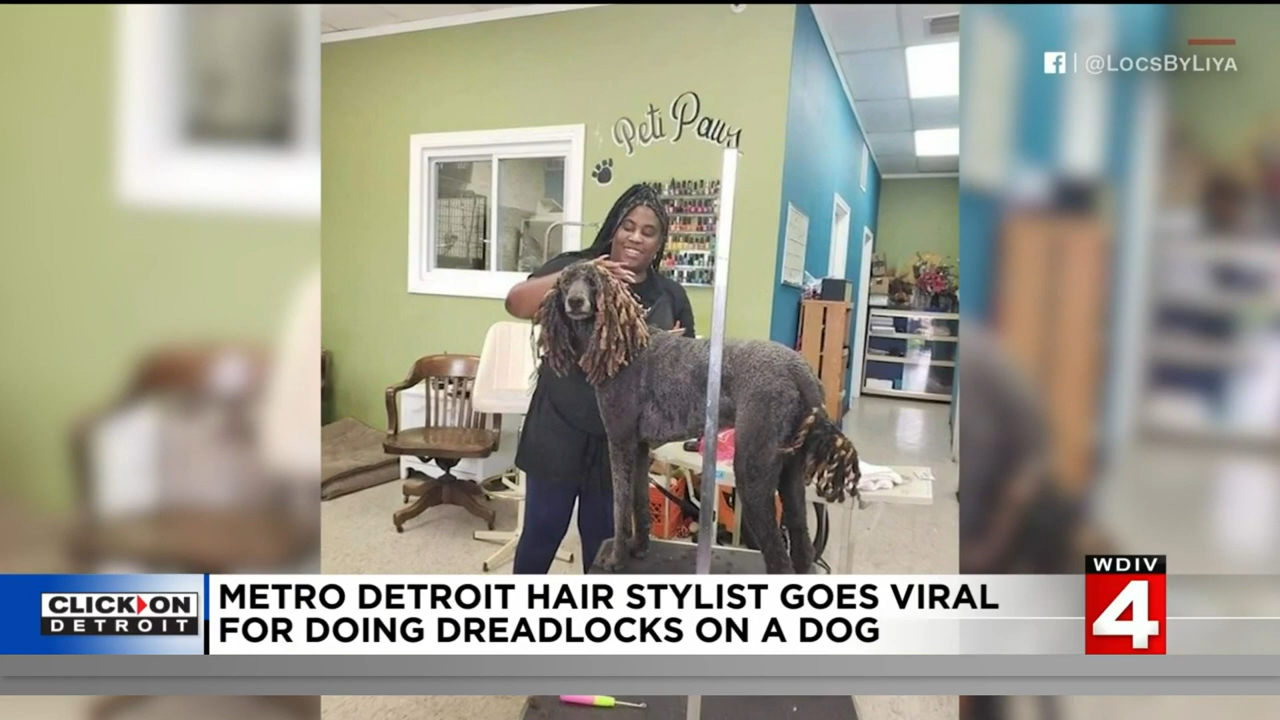 @LocsByLiya
Peti Paws
CLICK ON
DETROIT
METRO DETROIT HAIR STYLIST GOES VIRAL
FOR DOING DREADLOCKS ON A DOG
WDIV
4